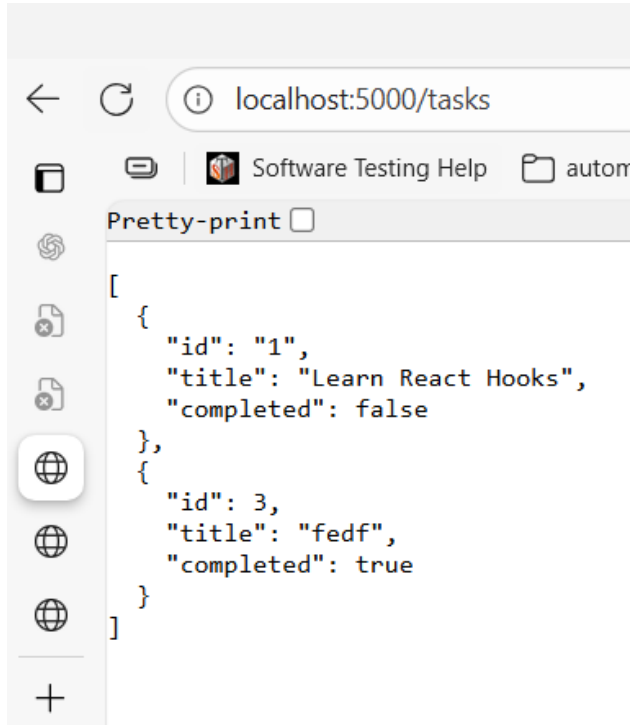 localhost:5000/tasks
Software Testing Help autom
Pretty-print
[
  {
    "id": "1",
    "title": "Learn React Hooks",
    "completed": false
  },
  {
    "id": 3,
    "title": "fedf",
    "completed": true
  }
]